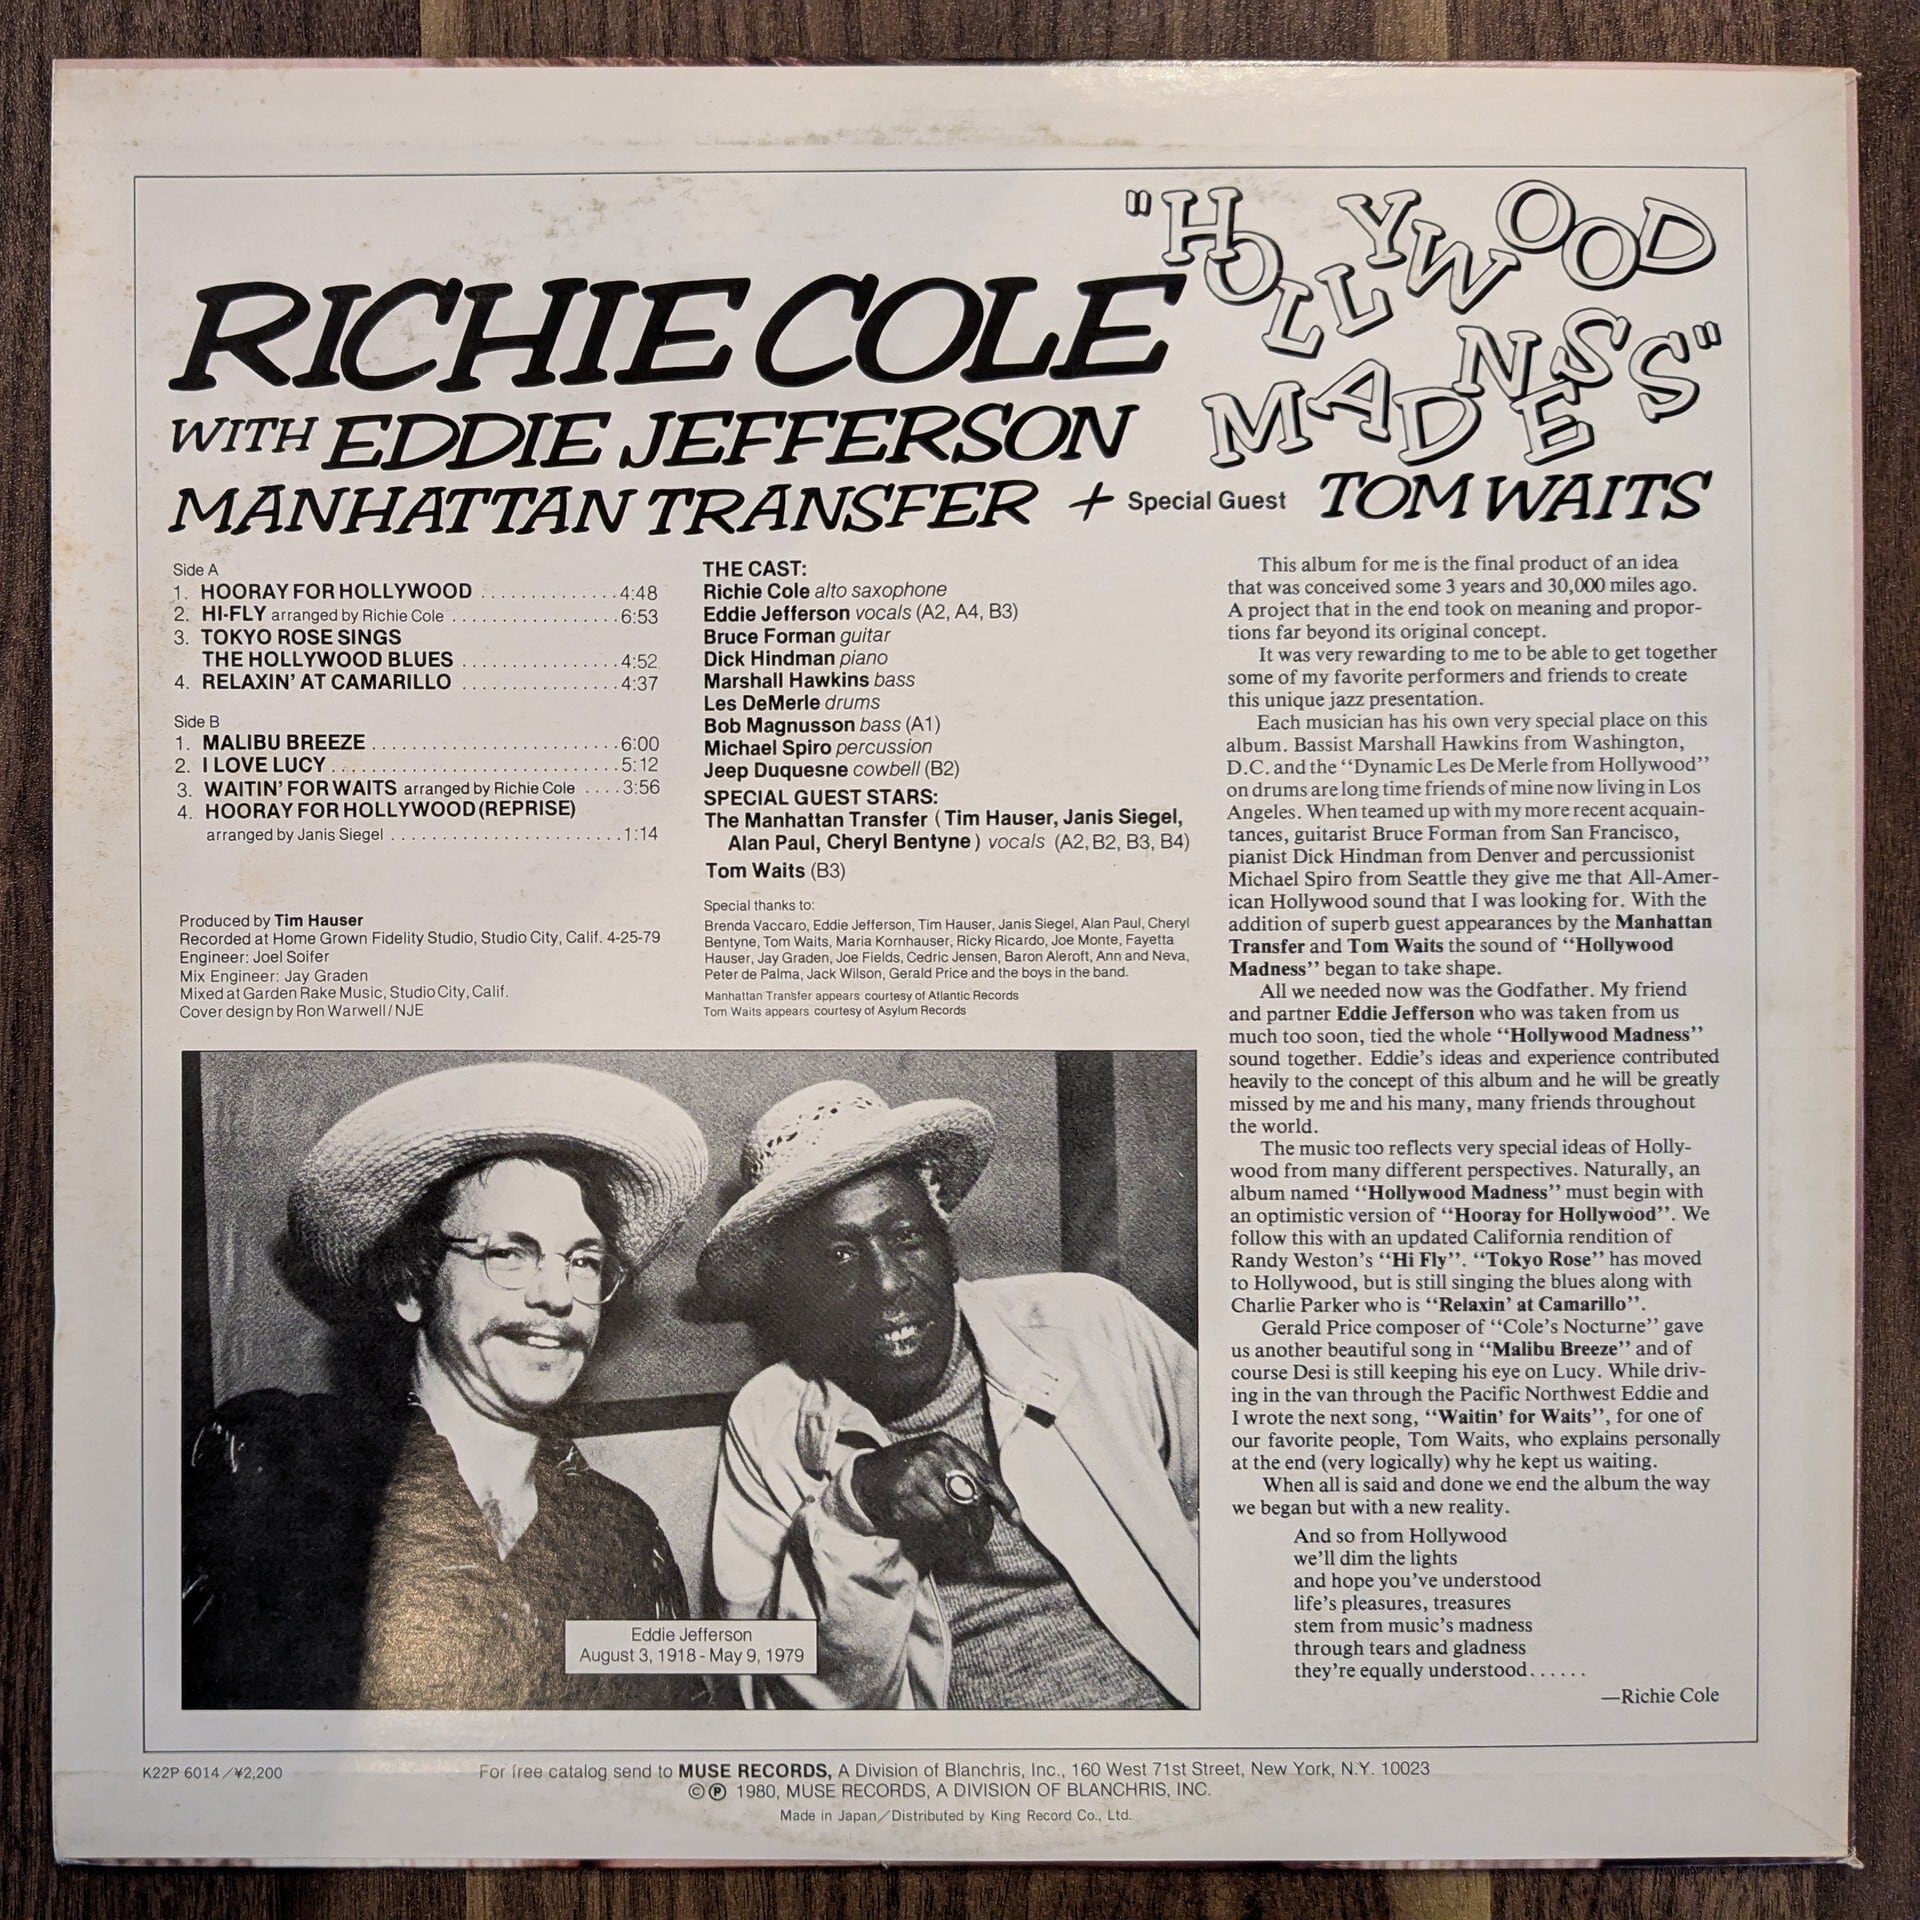 "HOLLYWOOD
MADNESS"
RICHIE COLE
WITH EDDIE JEFFERSON
MANHATTAN TRANSFER + Special Guest TOM WAITS
Side A
1. HOORAY FOR HOLLYWOOD ..............4:48
2. HI-FLY arranged by Richie Cole .................6:53
3. TOKYO ROSE SINGS
THE HOLLYWOOD BLUES ................4:52
4. RELAXIN' AT CAMARILLO ................4:37
Side B
1. MALIBU BREEZE.........................6:00
2. I LOVE LUCY.............................5:12
3. WAITIN' FOR WAITS arranged by Richie Cole ....3:56
4. HOORAY FOR HOLLYWOOD (REPRISE)
arranged by Janis Siegel ........................1:14
Produced by Tim Hauser
Recorded at Home Grown Fidelity Studio, Studio City, Calif. 4-25-79
Engineer: Joel Soifer
Mix Engineer: Jay Graden
Mixed at Garden Rake Music, Studio City, Calif.
Cover design by Ron Warwell/NJE
THE CAST:
Richie Cole alto saxophone
Eddie Jefferson vocals (A2, A4, B3)
Bruce Forman guitar
Dick Hindman piano
Marshall Hawkins bass
Les DeMerle drums
Bob Magnusson bass (A1)
Michael Spiro percussion
Jeep Duquesne cowbell (B2)
SPECIAL GUEST STARS:
The Manhattan Transfer (Tim Hauser, Janis Siegel,
Alan Paul, Cheryl Bentyne) vocals (A2, B2, B3, B4)
Tom Waits (B3)
Special thanks to:
Brenda Vaccaro, Eddie Jefferson, Tim Hauser, Janis Siegel, Alan Paul, Cheryl
Bentyne, Tom Waits, Maria Kornhauser, Ricky Ricardo, Joe Monte, Fayetta
Hauser, Jay Graden, Joe Fields, Cedric Jensen, Baron Aleroft, Ann and Neva,
Peter de Palma, Jack Wilson, Gerald Price and the boys in the band.
Manhattan Transfer appears courtesy of Atlantic Records
Tom Waits appears courtesy of Asylum Records
This album for me is the final product of an idea
that was conceived some 3 years and 30,000 miles ago.
A project that in the end took on meaning and propor-
tions far beyond its original concept.
It was very rewarding to me to be able to get together
some of my favorite performers and friends to create
this unique jazz presentation.
Each musician has his own very special place on this
album. Bassist Marshall Hawkins from Washington,
D.C. and the "Dynamic Les De Merle from Hollywood"
on drums are long time friends of mine now living in Los
Angeles. When teamed up with my more recent acquain-
tances, guitarist Bruce Forman from San Francisco,
pianist Dick Hindman from Denver and percussionist
Michael Spiro from Seattle they give me that All-Amer-
ican Hollywood sound that I was looking for. With the
addition of superb guest appearances by the Manhattan
Transfer and Tom Waits the sound of "Hollywood
Madness" began to take shape.
All we needed now was the Godfather. My friend
and partner Eddie Jefferson who was taken from us
much too soon, tied the whole "Hollywood Madness"
sound together. Eddie's ideas and experience contributed
heavily to the concept of this album and he will be greatly
missed by me and his many, many friends throughout
the world.
The music too reflects very special ideas of Holly-
wood from many different perspectives. Naturally, an
album named "Hollywood Madness" must begin with
an optimistic version of "Hooray for Hollywood". We
follow this with an updated California rendition of
Randy Weston's "Hi Fly". "Tokyo Rose" has moved
to Hollywood, but is still singing the blues along with
Charlie Parker who is "Relaxin' at Camarillo".
Gerald Price composer of "Cole's Nocturne" gave
us another beautiful song in "Malibu Breeze" and of
course Desi is still keeping his eye on Lucy. While driv-
ing in the van through the Pacific Northwest Eddie and
I wrote the next song, "Waitin' for Waits", for one of
our favorite people, Tom Waits, who explains personally
at the end (very logically) why he kept us waiting.
When all is said and done we end the album the way
we began but with a new reality.
And so from Hollywood
we'll dim the lights
and hope you've understood
life's pleasures, treasures
stem from music's madness
through tears and gladness
they're equally understood......
—Richie Cole
Eddie Jefferson
August 3, 1918 - May 9, 1979
K22P 6014/¥2,200
For free catalog send to MUSE RECORDS, A Division of Blanchris, Inc., 160 West 71st Street, New York, N.Y. 10023
©℗ 1980, MUSE RECORDS, A DIVISION OF BLANCHRIS, INC.
Made in Japan/Distributed by King Record Co., Ltd.